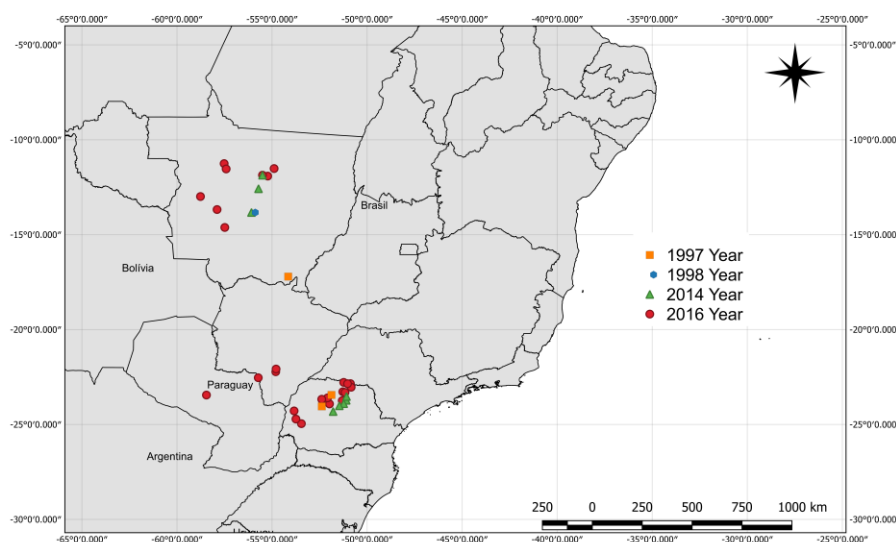 -65°0'0.000" -60°0'0.000" -55°0'0.000" -50°0'0.000" -45°0'0.000" -40°0'0.000" -35°0'0.000" -30°0'0.000" -25°0'0.000"
-5°0'0.000" -5°0'0.000"
-10°0'0.000" -10°0'0.000"
Brasil
-15°0'0.000" -15°0'0.000"
1997 Year
Bolívia
1998 Year
2014 Year
2016 Year
-20°0'0.000" -20°0'0.000"
Paraguay
-25°0'0.000" -25°0'0.000"
Argentina
250 0 250 500 750 1000 km
-30°0'0.000" -30°0'0.000"
Uruguay
-65°0'0.000" -60°0'0.000" -55°0'0.000" -50°0'0.000" -45°0'0.000" -40°0'0.000" -35°0'0.000" -30°0'0.000" -25°0'0.000"